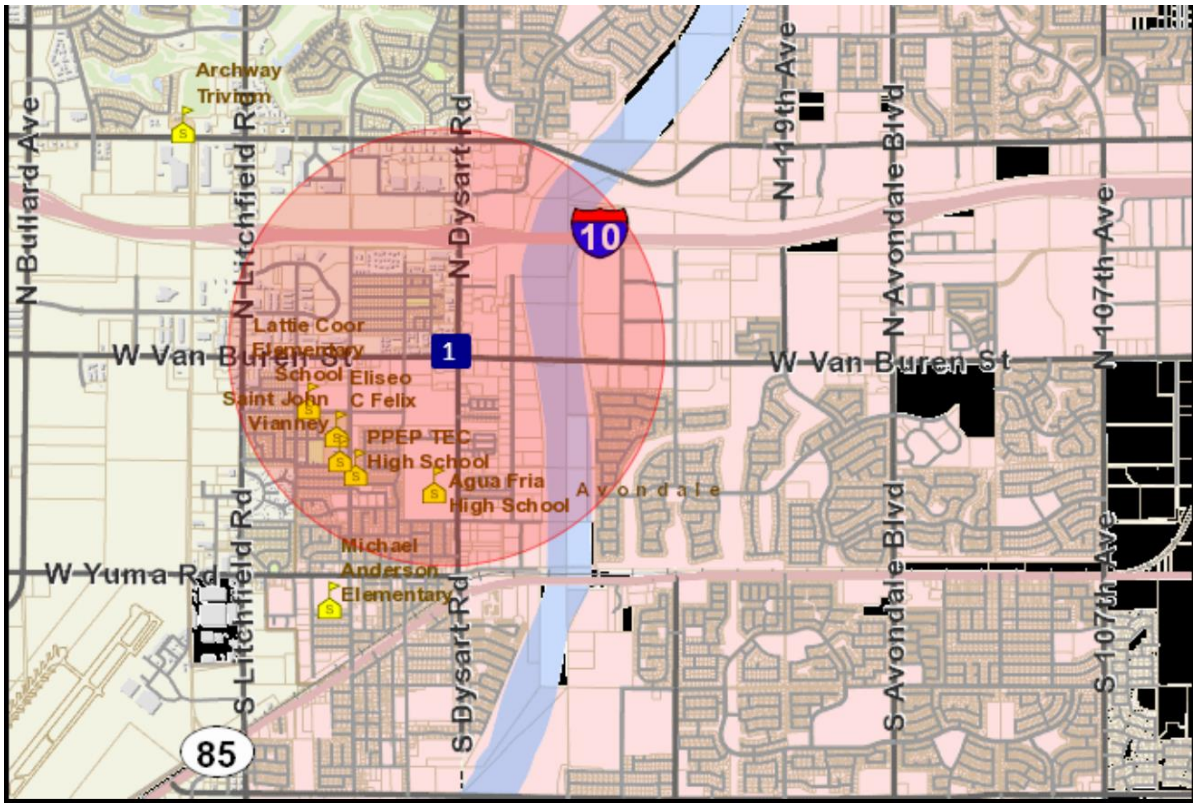 Archway
Trivium
N Bullard Ave
N Litchfield Rd
N Dysart Rd
N 119th Ave
N Avondale Blvd
N 107th Ave
10
Lattie Coor
Elementary
School
W Van Buren St
1
W Van Buren St
Eliseo
C Felix
Saint John
Vianney
PPEP TEC
High School
Agua Fria
High School
Avondale
S
S
S
S
S
S
S
Michael
Anderson
Elementary
W Yuma Rd
S Litchfield Rd
S Dysart Rd
S Avondale Blvd
S 107th Ave
85